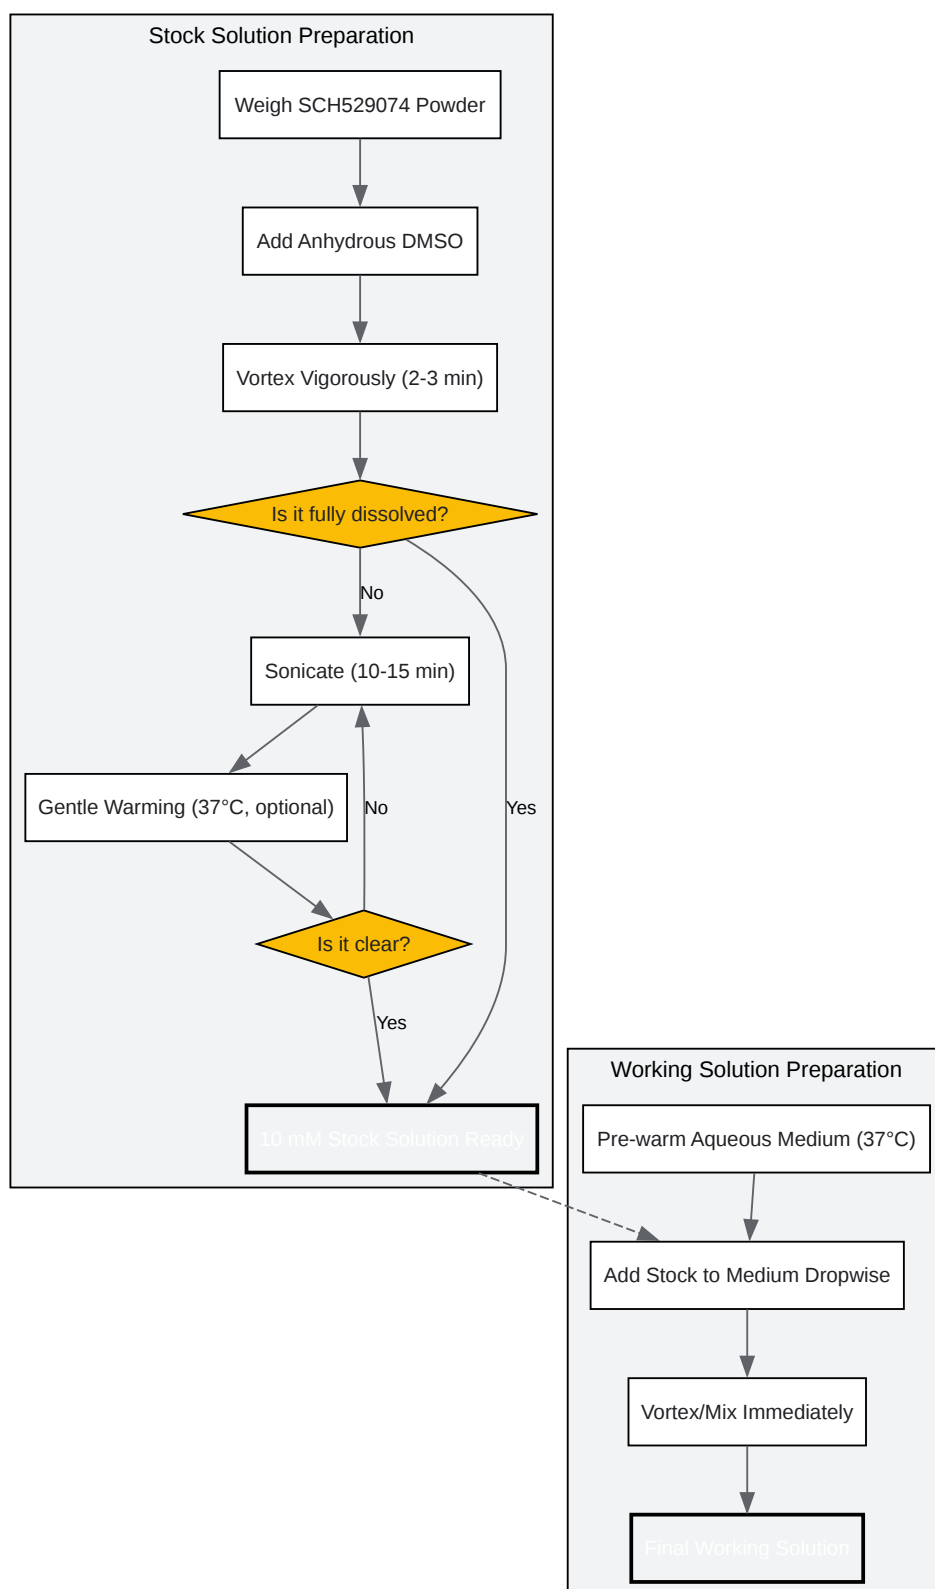 Stock Solution Preparation
Weigh SCH529074 Powder
Add Anhydrous DMSO
Vortex Vigorously (2-3 min)
Is it fully dissolved?
No
Sonicate (10-15 min)
Gentle Warming (37°C, optional)
No
Yes
Is it clear?
Yes
10 mM Stock Solution Ready
Working Solution Preparation
Pre-warm Aqueous Medium (37°C)
Add Stock to Medium Dropwise
Vortex/Mix Immediately
Final Working Solution